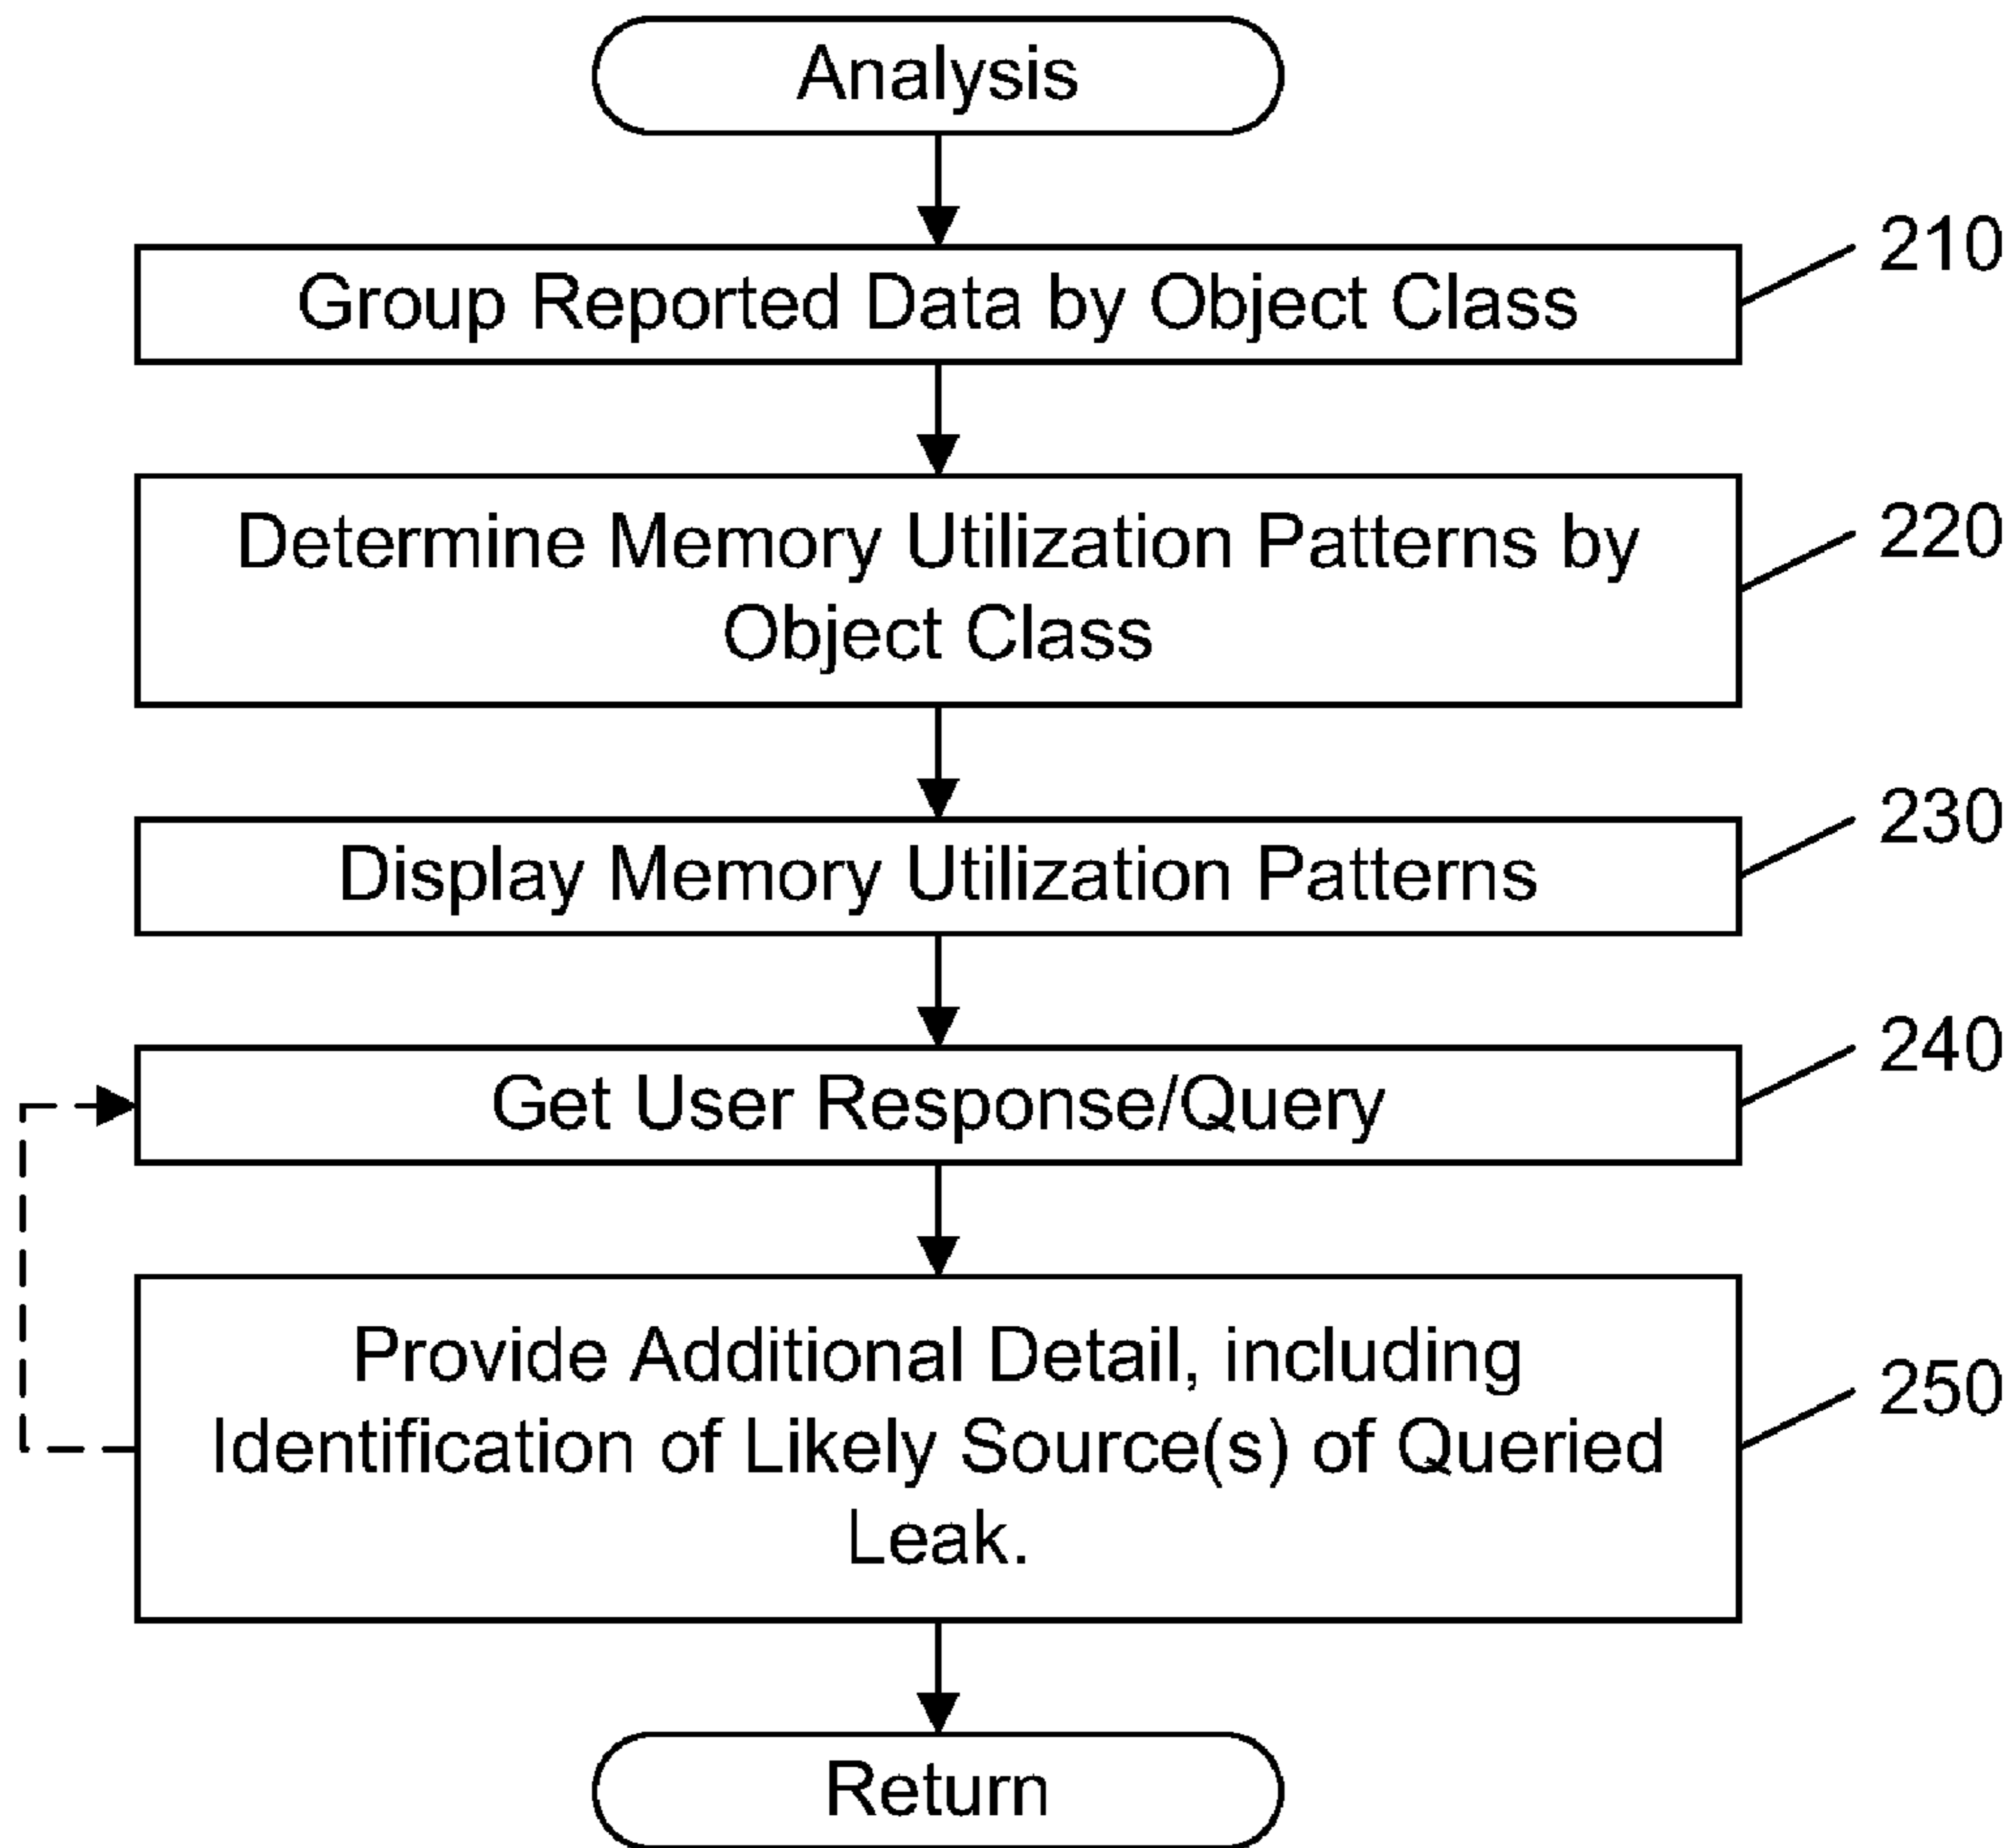 Analysis
Group Reported Data by Object Class
210
Determine Memory Utilization Patterns by
Object Class
220
Display Memory Utilization Patterns
230
Get User Response/Query
240
Provide Additional Detail, including
Identification of Likely Source(s) of Queried
Leak.
250
Return